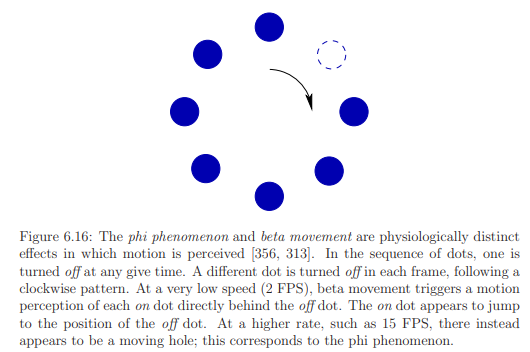 Figure 6.16: The phi phenomenon and beta movement are physiologically distinct
effects in which motion is perceived [356, 313]. In the sequence of dots, one is
turned off at any give time. A different dot is turned off in each frame, following a
clockwise pattern. At a very low speed (2 FPS), beta movement triggers a motion
perception of each on dot directly behind the off dot. The on dot appears to jump
to the position of the off dot. At a higher rate, such as 15 FPS, there instead
appears to be a moving hole; this corresponds to the phi phenomenon.